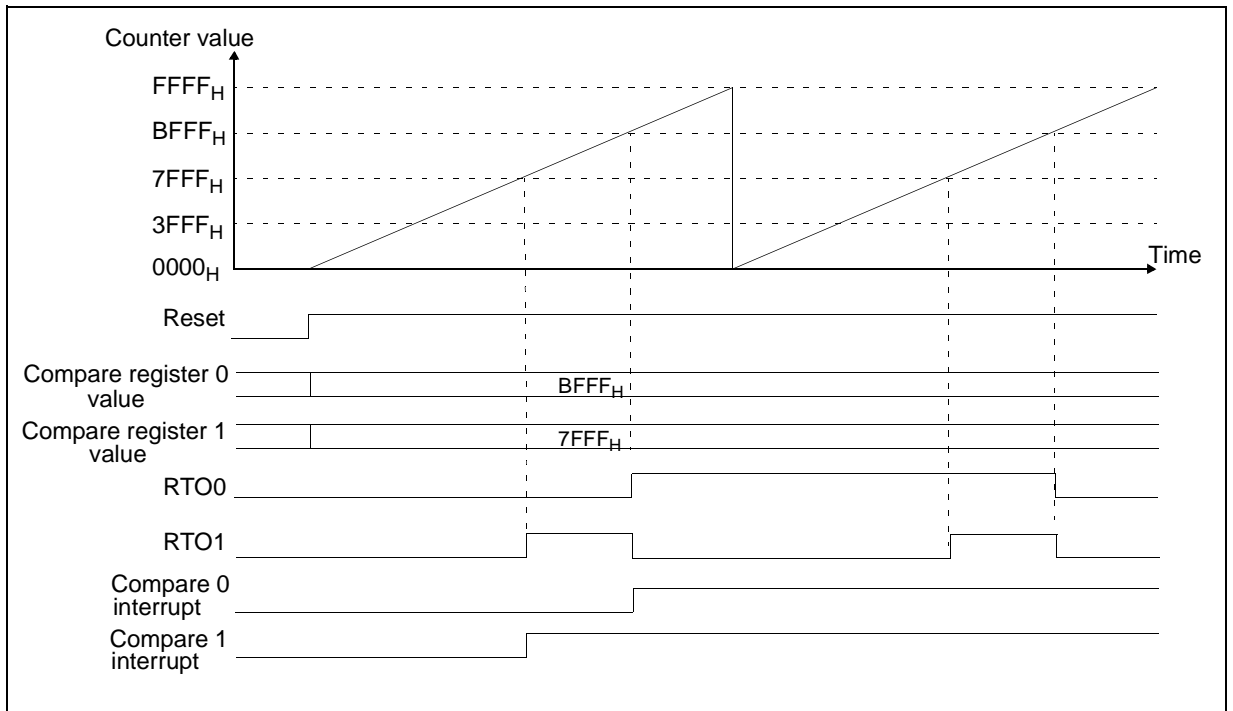 Counter value
FFFFH
BFFFH
7FFFH
3FFFH
0000H
Time
Reset
Compare register 0
value
BFFFH
Compare register 1
value
7FFFH
RTO0
RTO1
Compare 0
interrupt
Compare 1
interrupt